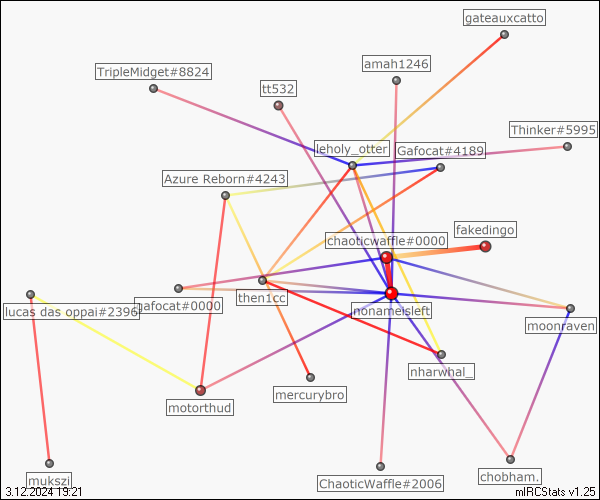 gateauxcatto
TripleMidget#8824
amah1246
tt532
Thinker#5995
leholy_otter
Gafocat#4189
Azure Reborn#4243
fakedingo
chaoticwaffle#0000
lucas das oppai#2396
gafocat#0000
then1cc
nonameisleft
moonraven
nharwhal_
mercurybro
motorthud
mukszi
ChaoticWaffle#2006
chobham.
3.12.2024 19:21
mIRCStats v1.25